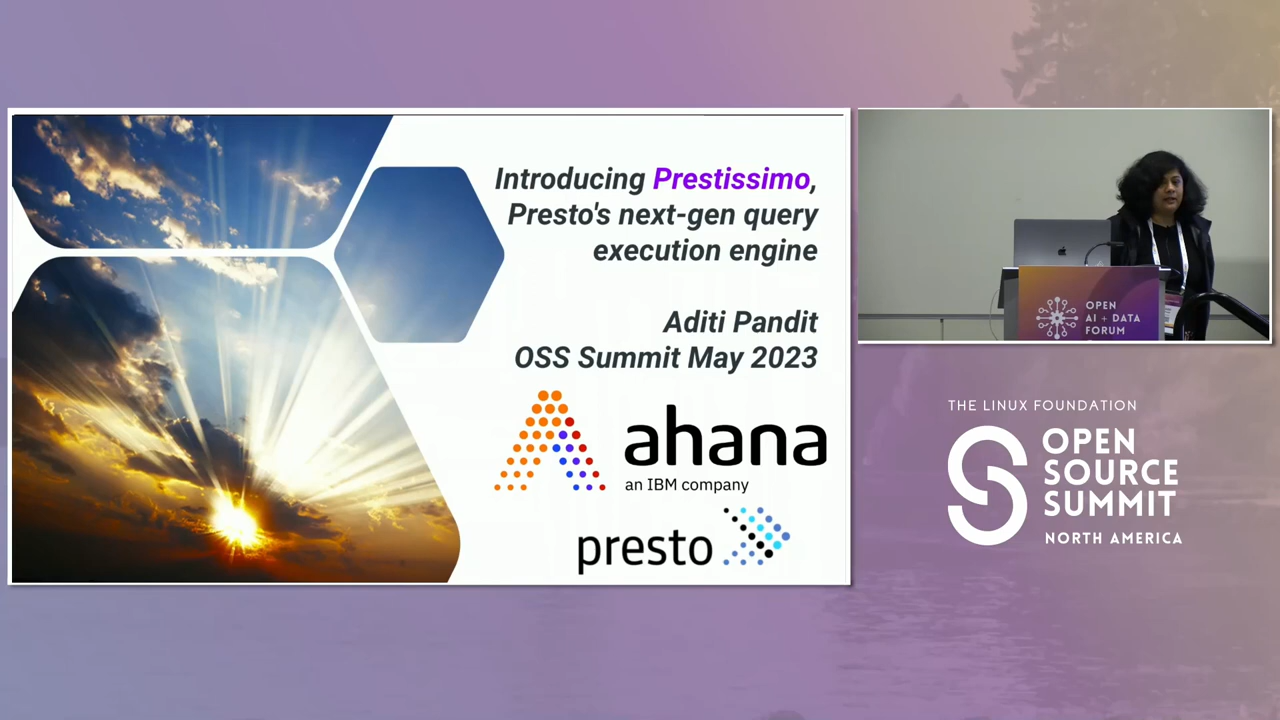 Introducing Prestissimo,
Presto's next-gen query
execution engine
Aditi Pandit
OSS Summit May 2023
ahana
an IBM company
presto
OPEN
AI + DATA
FORUM
THE LINUX FOUNDATION
OPEN
SOURCE
SUMMIT
NORTH AMERICA